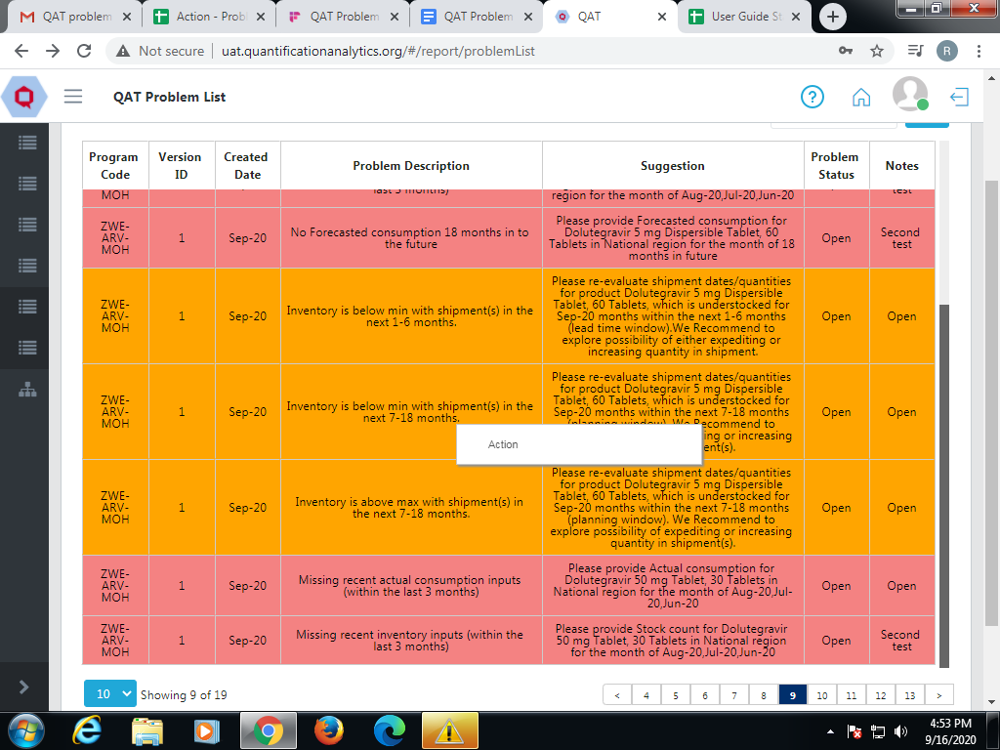 QAT problem
Action - Prob
QAT Problem
QAT Problem
QAT
User Guide St
Not secure
uat.quantificationanalytics.org/#/report/problemList
R
QAT Problem List
Program Code
Version ID
Created Date
Problem Description
Suggestion
Problem Status
Notes
MOH
last 3 months)
region for the month of Aug-20,Jul-20,Jun-20
test
ZWE-
ARV-
MOH
1
Sep-20
No Forecasted consumption 18 months in to
the future
Please provide Forecasted consumption for
Dolutegravir 5 mg Dispersible Tablet, 60
Tablets in National region for the month of 18
months in future
Open
Second
test
ZWE-
ARV-
MOH
1
Sep-20
Inventory is below min with shipment(s) in the
next 1-6 months.
Please re-evaluate shipment dates/quantities
for product Dolutegravir 5 mg Dispersible
Tablet, 60 Tablets, which is understocked for
Sep-20 months within the next 1-6 months
(lead time window).We Recommend to
explore possibility of either expediting or
increasing quantity in shipment.
Open
Open
ZWE-
ARV-
MOH
1
Sep-20
Inventory is below min with shipment(s) in the
next 7-18 months.
Please re-evaluate shipment dates/quantities
for product Dolutegravir 5 mg Dispersible
Tablet, 60 Tablets, which is understocked for
Sep-20 months within the next 7-18 months
(planning window). We Recommend to
ing or increasing
ent(s).
Open
Open
Action
ZWE-
ARV-
MOH
1
Sep-20
Inventory is above max with shipment(s) in
the next 7-18 months.
Please re-evaluate shipment dates/quantities
for product Dolutegravir 5 mg Dispersible
Tablet, 60 Tablets, which is understocked for
Sep-20 months within the next 7-18 months
(planning window). We Recommend to
explore possibility of expediting or increasing
quantity in shipment(s).
Open
Open
ZWE-
ARV-
MOH
1
Sep-20
Missing recent actual consumption inputs
(within the last 3 months)
Please provide Actual consumption for
Dolutegravir 50 mg Tablet, 30 Tablets in
National region for the month of Aug-20,Jul-
20,Jun-20
Open
Open
ZWE-
ARV-
MOH
1
Sep-20
Missing recent inventory inputs (within the
last 3 months)
Please provide Stock count for Dolutegravir
50 mg Tablet, 30 Tablets in National region
for the month of Aug-20,Jul-20,Jun-20
Open
Second
test
10
Showing 9 of 19
< 4 5 6 7 8 9 10 11 12 13 >
4:53 PM
9/16/2020